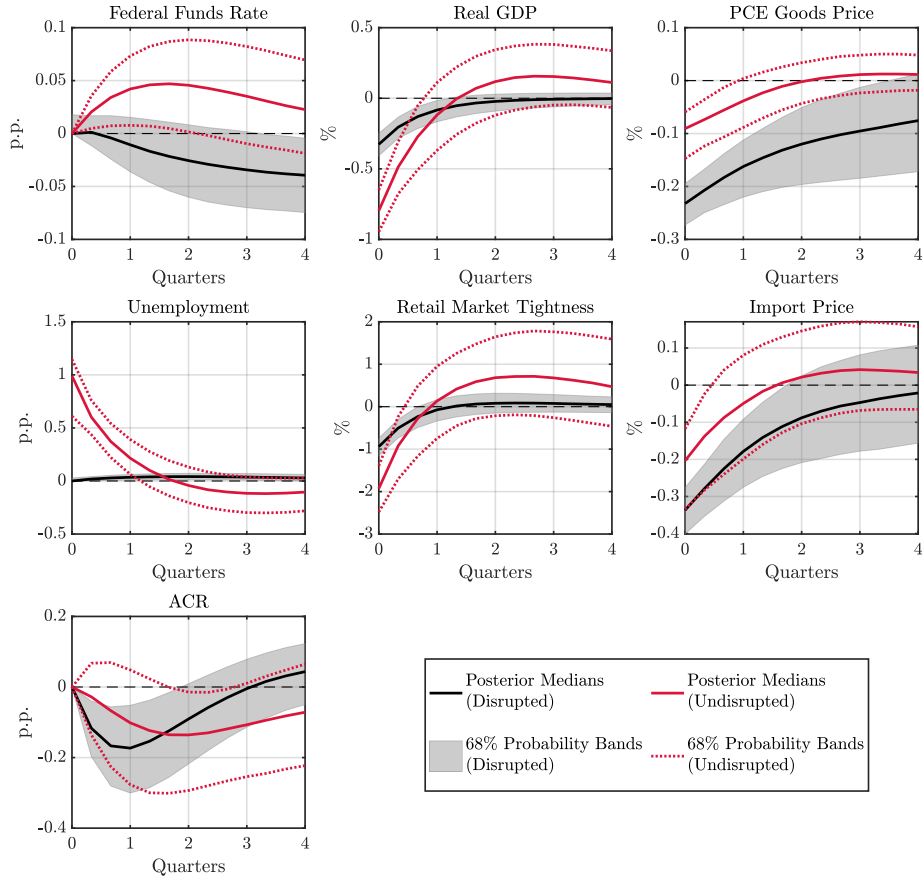 Federal Funds Rate
0.1
0.05
0
-0.05
-0.1
p.p.
0 1 2 3 4
Quarters
Real GDP
0.5
0
-0.5
-1
%
0 1 2 3 4
Quarters
PCE Goods Price
0.1
0
-0.1
-0.2
-0.3
%
0 1 2 3 4
Quarters
Unemployment
1.5
1
0.5
0
-0.5
p.p.
0 1 2 3 4
Quarters
Retail Market Tightness
2
1
0
-1
-2
-3
%
0 1 2 3 4
Quarters
Import Price
0.1
0
-0.1
-0.2
-0.3
-0.4
%
0 1 2 3 4
Quarters
ACR
0.2
0
-0.2
-0.4
p.p.
0 1 2 3 4
Quarters
Posterior Medians
(Disrupted)
Posterior Medians
(Undisrupted)
68% Probability Bands
(Disrupted)
68% Probability Bands
(Undisrupted)